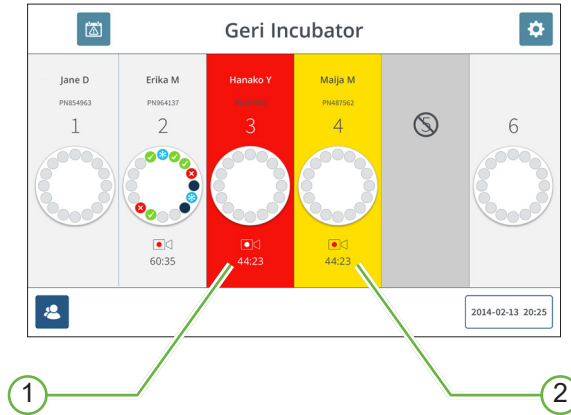 Geri Incubator
Jane D
PN854963
1
Erika M
PN964137
2
60:35
Hanako Y
3
44:23
Maija M
PN487562
4
44:23
5
6
2014-02-13 20:25
1
2